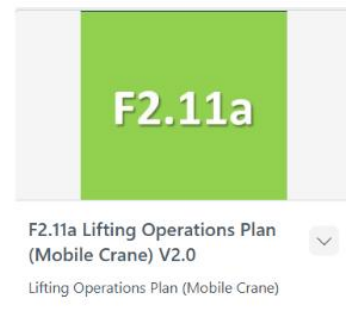 F2.11a
F2.11a Lifting Operations Plan
(Mobile Crane) V2.0
Lifting Operations Plan (Mobile Crane)